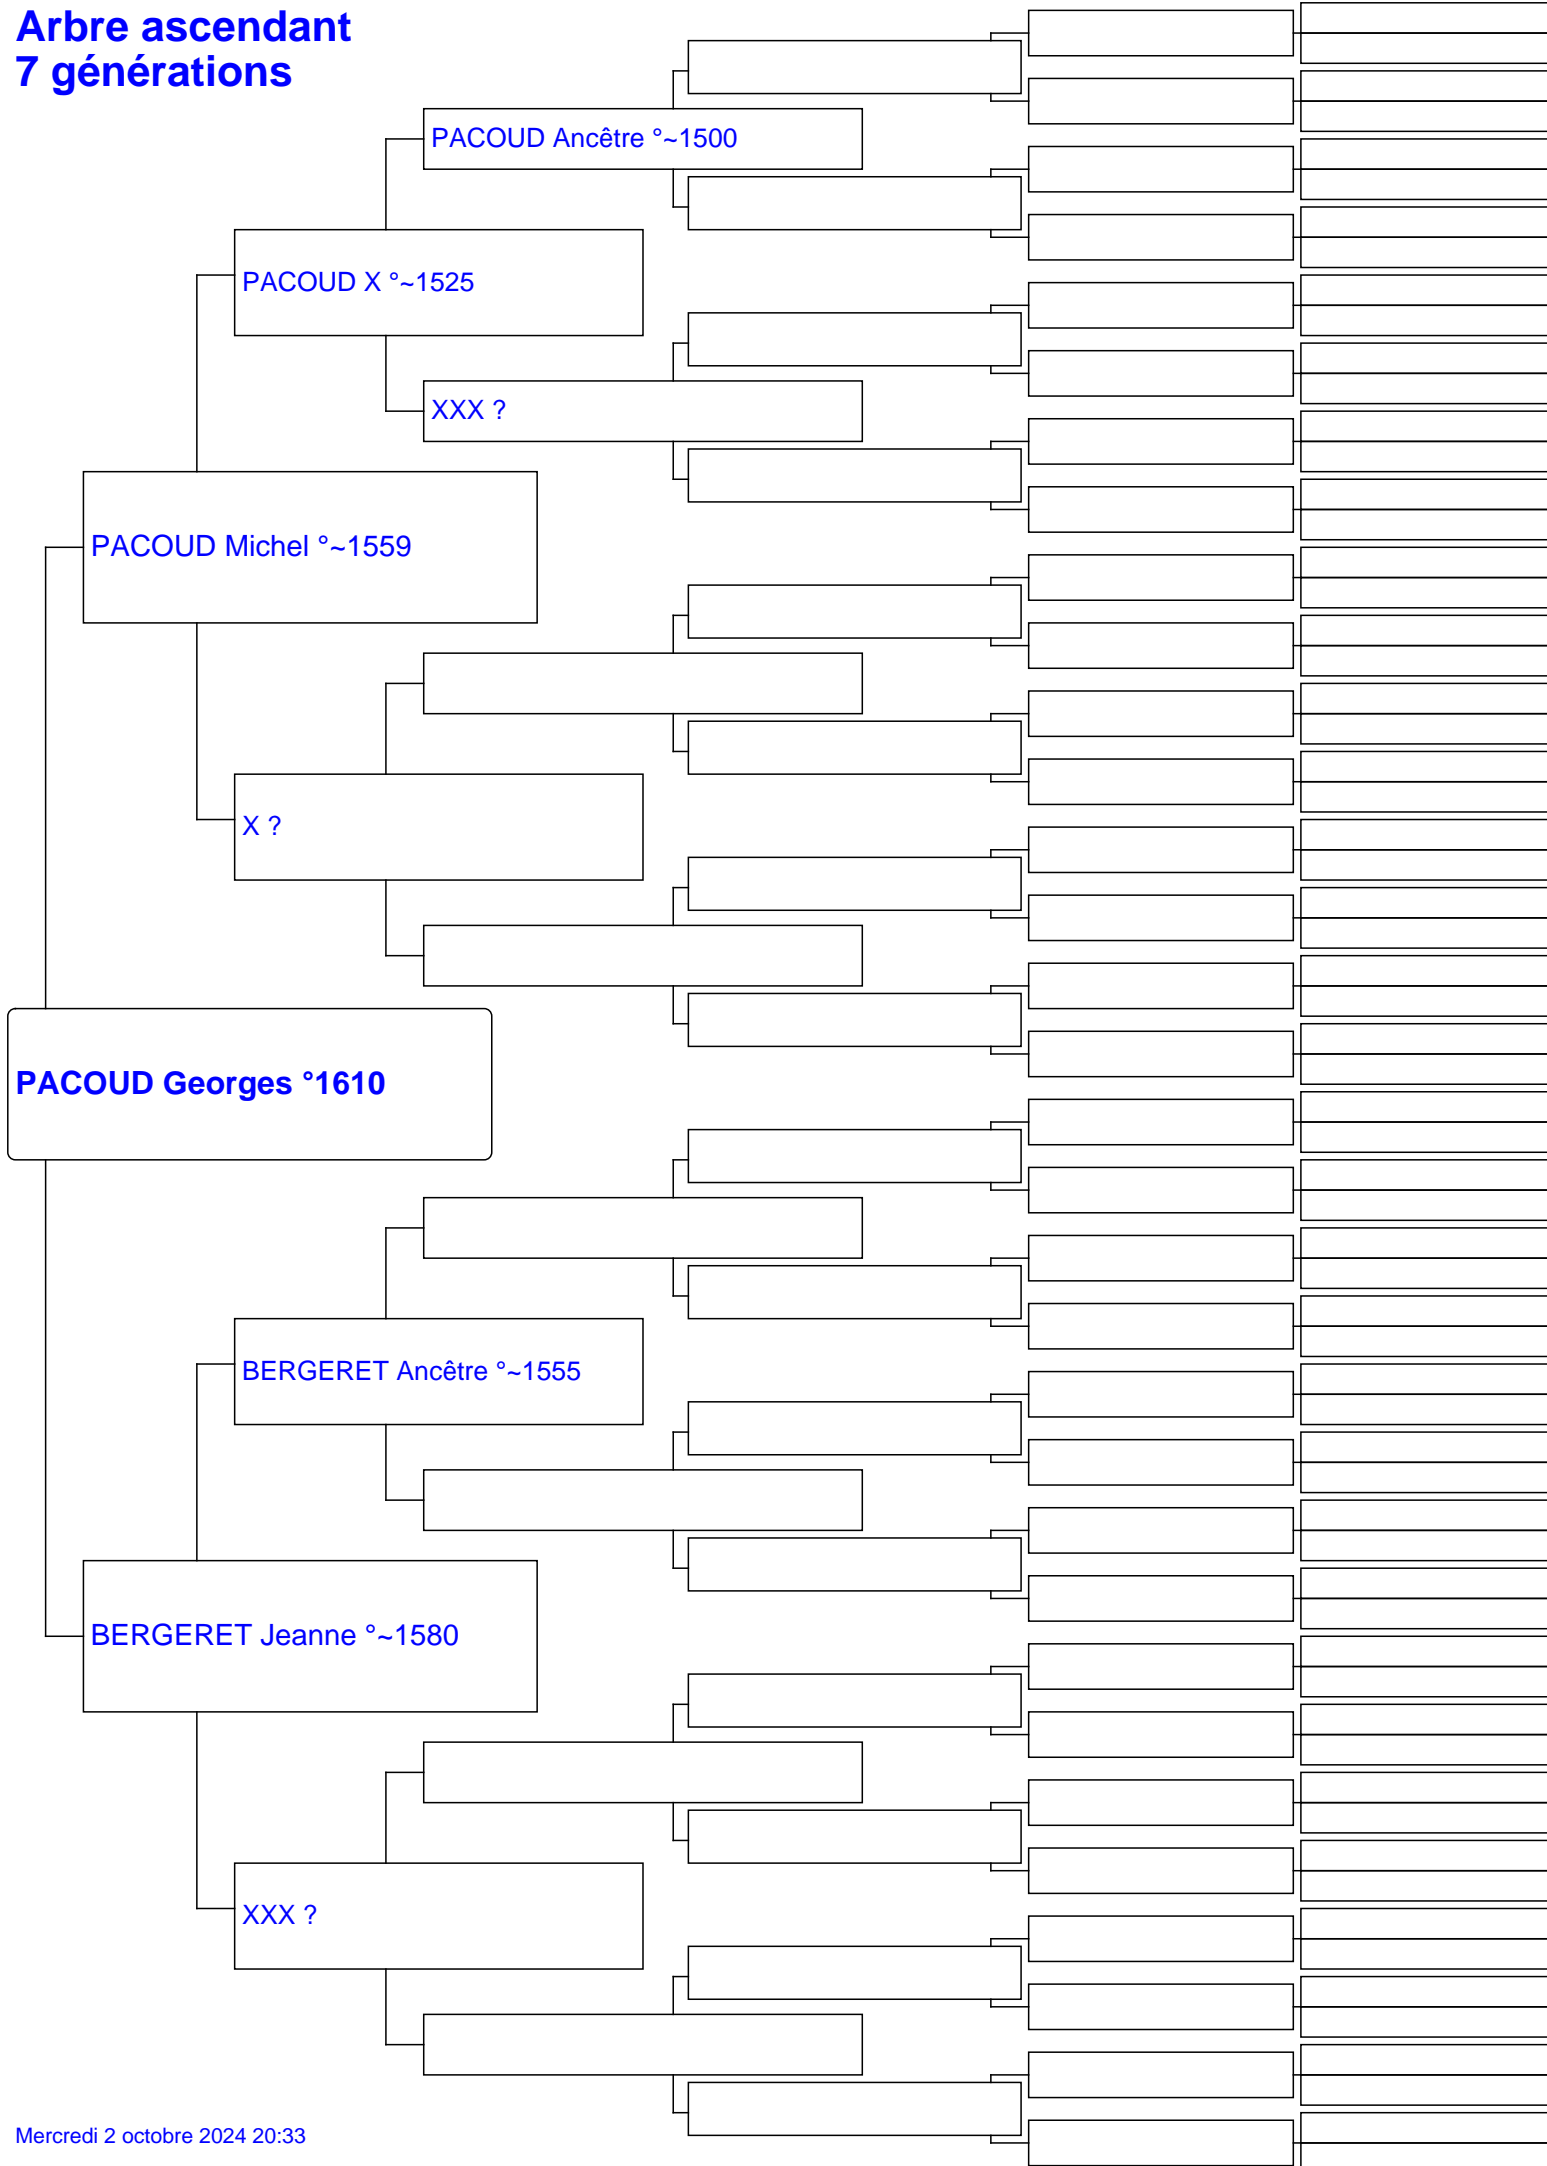 Arbre ascendant
7 générations
PACOUD Ancêtre °~1500
PACOUD X °~1525
XXX ?
PACOUD Michel °~1559
X ?
PACOUD Georges °1610
BERGERET Ancêtre °~1555
BERGERET Jeanne °~1580
XXX ?
Mercredi 2 octobre 2024 20:33